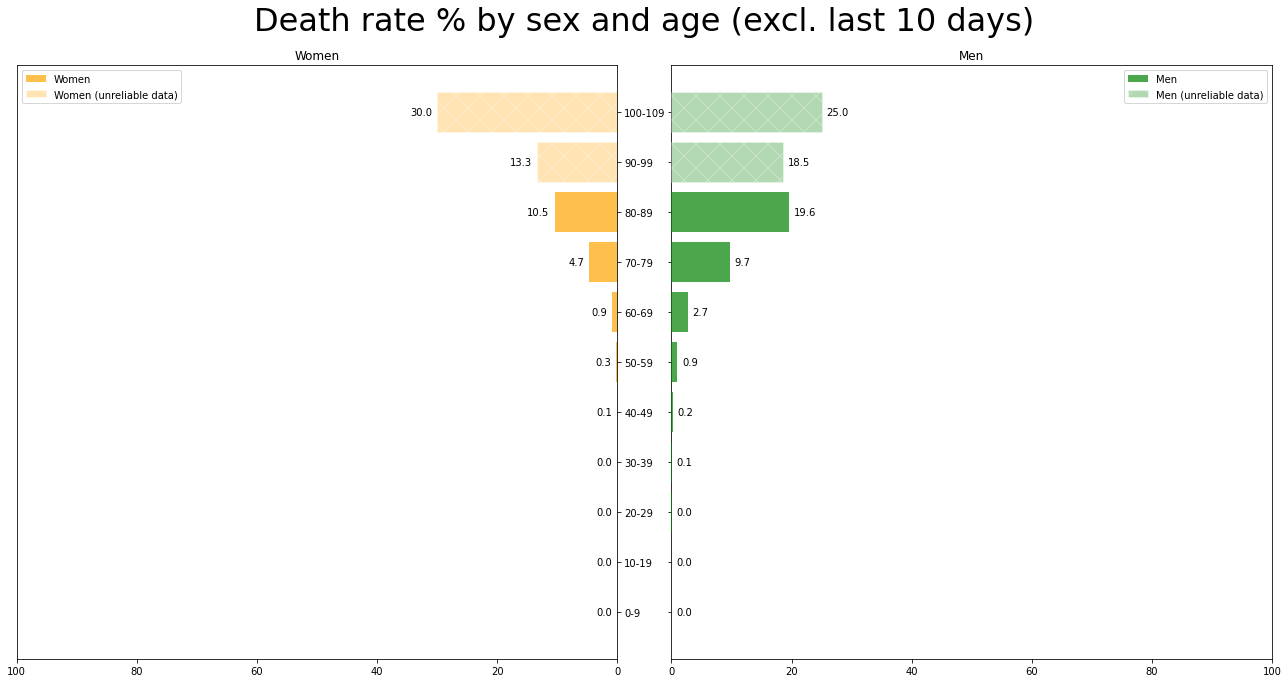 Death rate % by sex and age (excl. last 10 days)
Women
Men
Women
Women (unreliable data)
Men
Men (unreliable data)
30.0 100-109 25.0
13.3 90-99 18.5
10.5 80-89 19.6
4.7 70-79 9.7
0.9 60-69 2.7
0.3 50-59 0.9
0.1 40-49 0.2
0.0 30-39 0.1
0.0 20-29 0.0
0.0 10-19 0.0
0.0 0-9 0.0
100 80 60 40 20 0
0 20 40 60 80 100